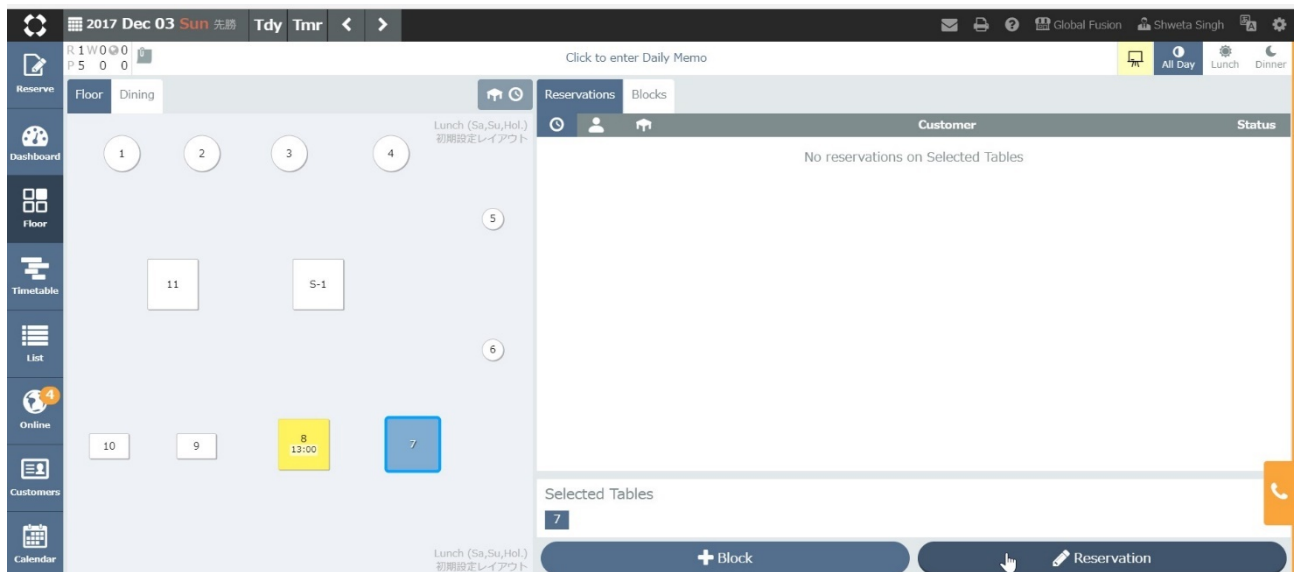 2017 Dec 03 Sun 先勝 Tdy Tmr
Global Fusion Shweta Singh
R 1 W 0 0
P 5 0 0
0
Click to enter Daily Memo
All Day Lunch Dinner
Reserve
Dashboard
Floor
Timetable
List
4
Online
Customers
Calendar
Floor Dining
Lunch (Sa,Su,Hol.)
初期設定レイアウト
1 2 3 4
5
11 S-1
6
10 9 8 7
13:00
Lunch (Sa,Su,Hol.)
初期設定レイアウト
Reservations Blocks
Customer Status
No reservations on Selected Tables
Selected Tables
7
Block Reservation